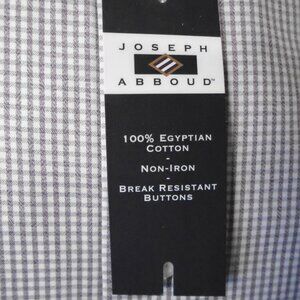 JOSEPH
ABBOUD™
100% EGYPTIAN
COTTON
-
NON-IRON
-
BREAK RESISTANT
BUTTONS